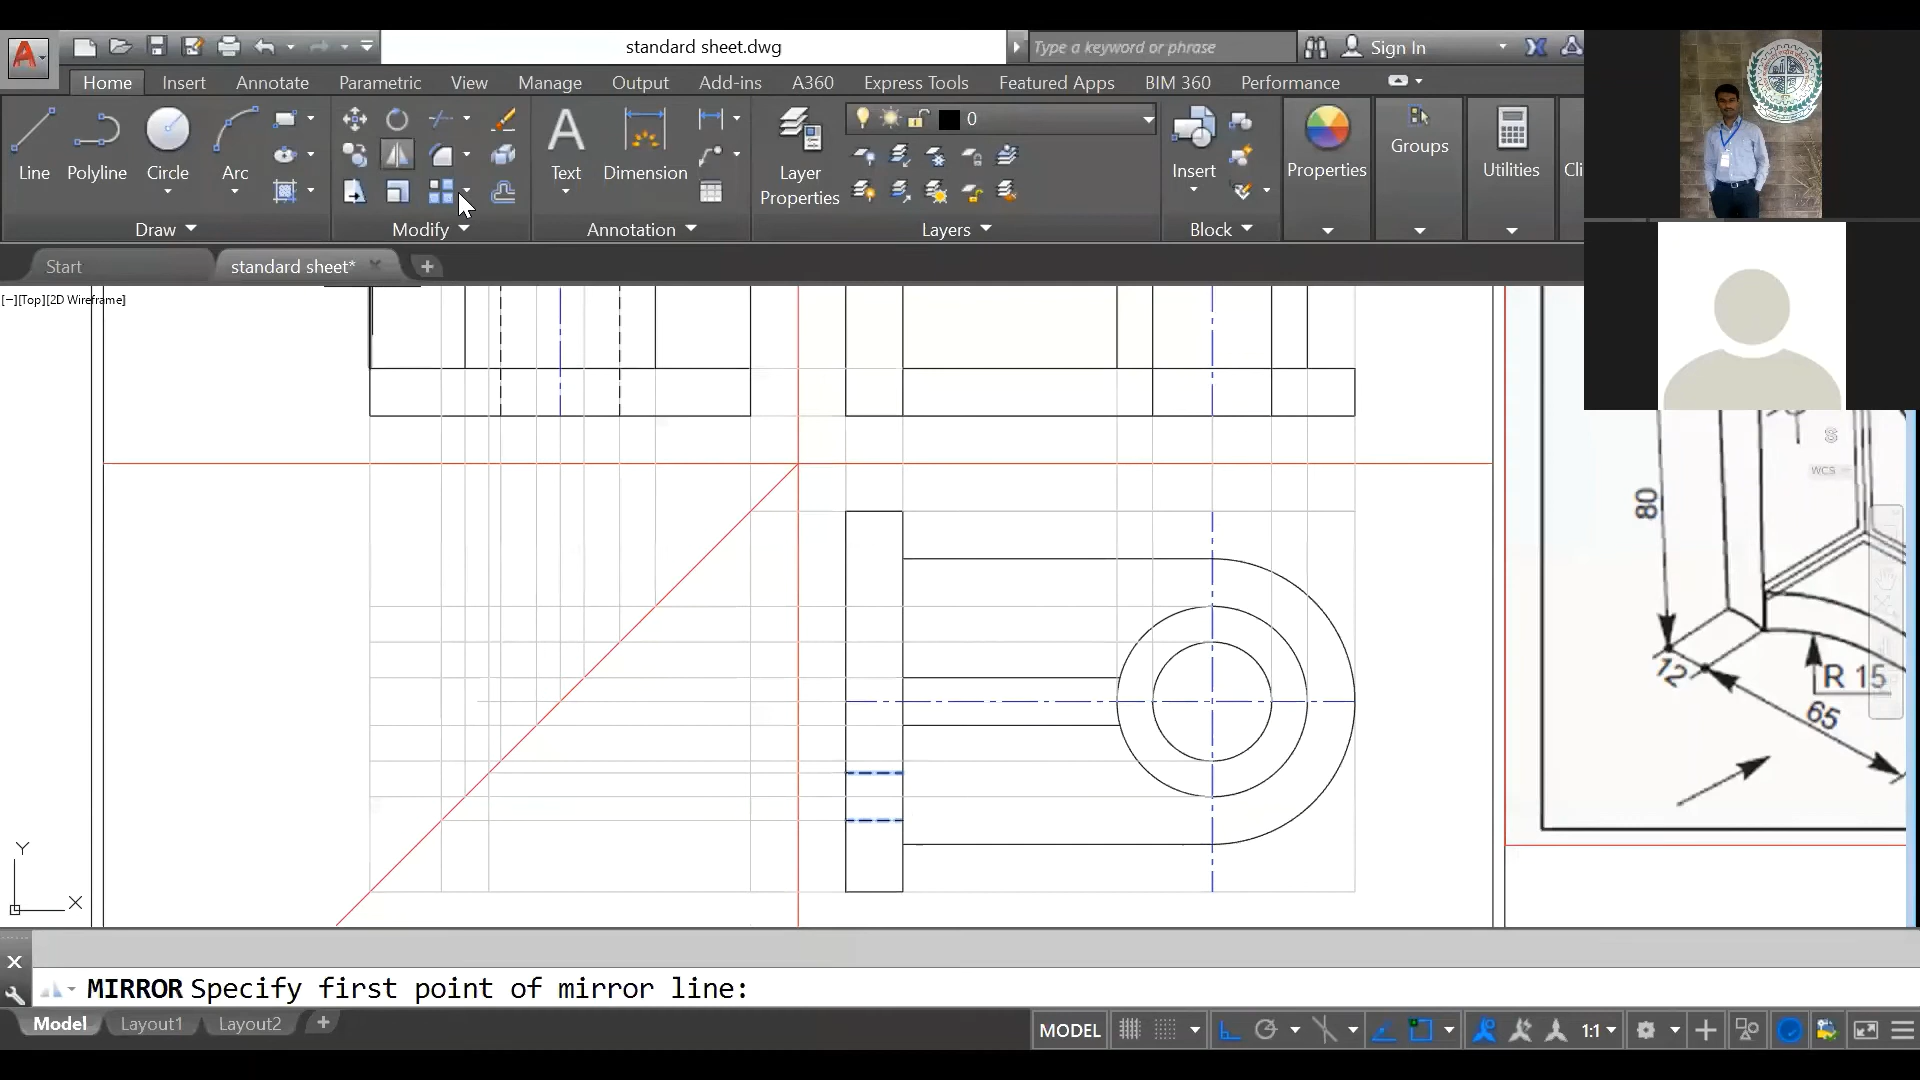 standard sheet.dwg
Type a keyword or phrase
Sign In
Home Insert Annotate Parametric View Manage Output Add-ins A360 Express Tools Featured Apps BIM 360 Performance
0
Line Polyline Circle Arc
Text Dimension
Layer
Properties
Insert
Properties
Groups
Utilities
Cli
Draw Modify Annotation Layers Block
Start standard sheet*
[−][Top][2D Wireframe]
S
WCS
80
12
R 15
65
Y
X
MIRROR Specify first point of mirror line:
Model Layout1 Layout2
MODEL
1:1